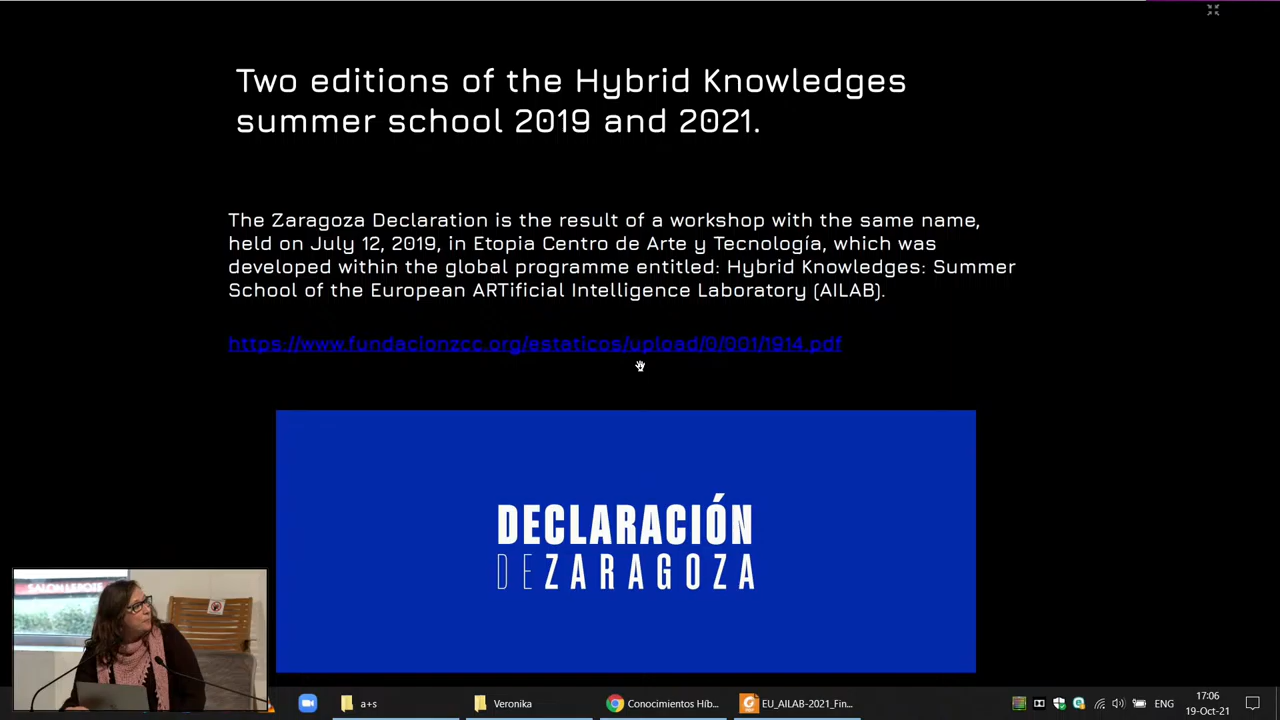 Two editions of the Hybrid Knowledges
summer school 2019 and 2021.
The Zaragoza Declaration is the result of a workshop with the same name,
held on July 12, 2019, in Etopia Centro de Arte y Tecnología, which was
developed within the global programme entitled: Hybrid Knowledges: Summer
School of the European ARTificial Intelligence Laboratory (AILAB).
https://www.fundacionzcc.org/estaticos/upload/0/001/1914.pdf
DECLARACIÓN
DE ZARAGOZA
a+s
Veronika
Conocimientos Híb...
EU_AILAB-2021_Fin...
ENG
17:06
19-Oct-21